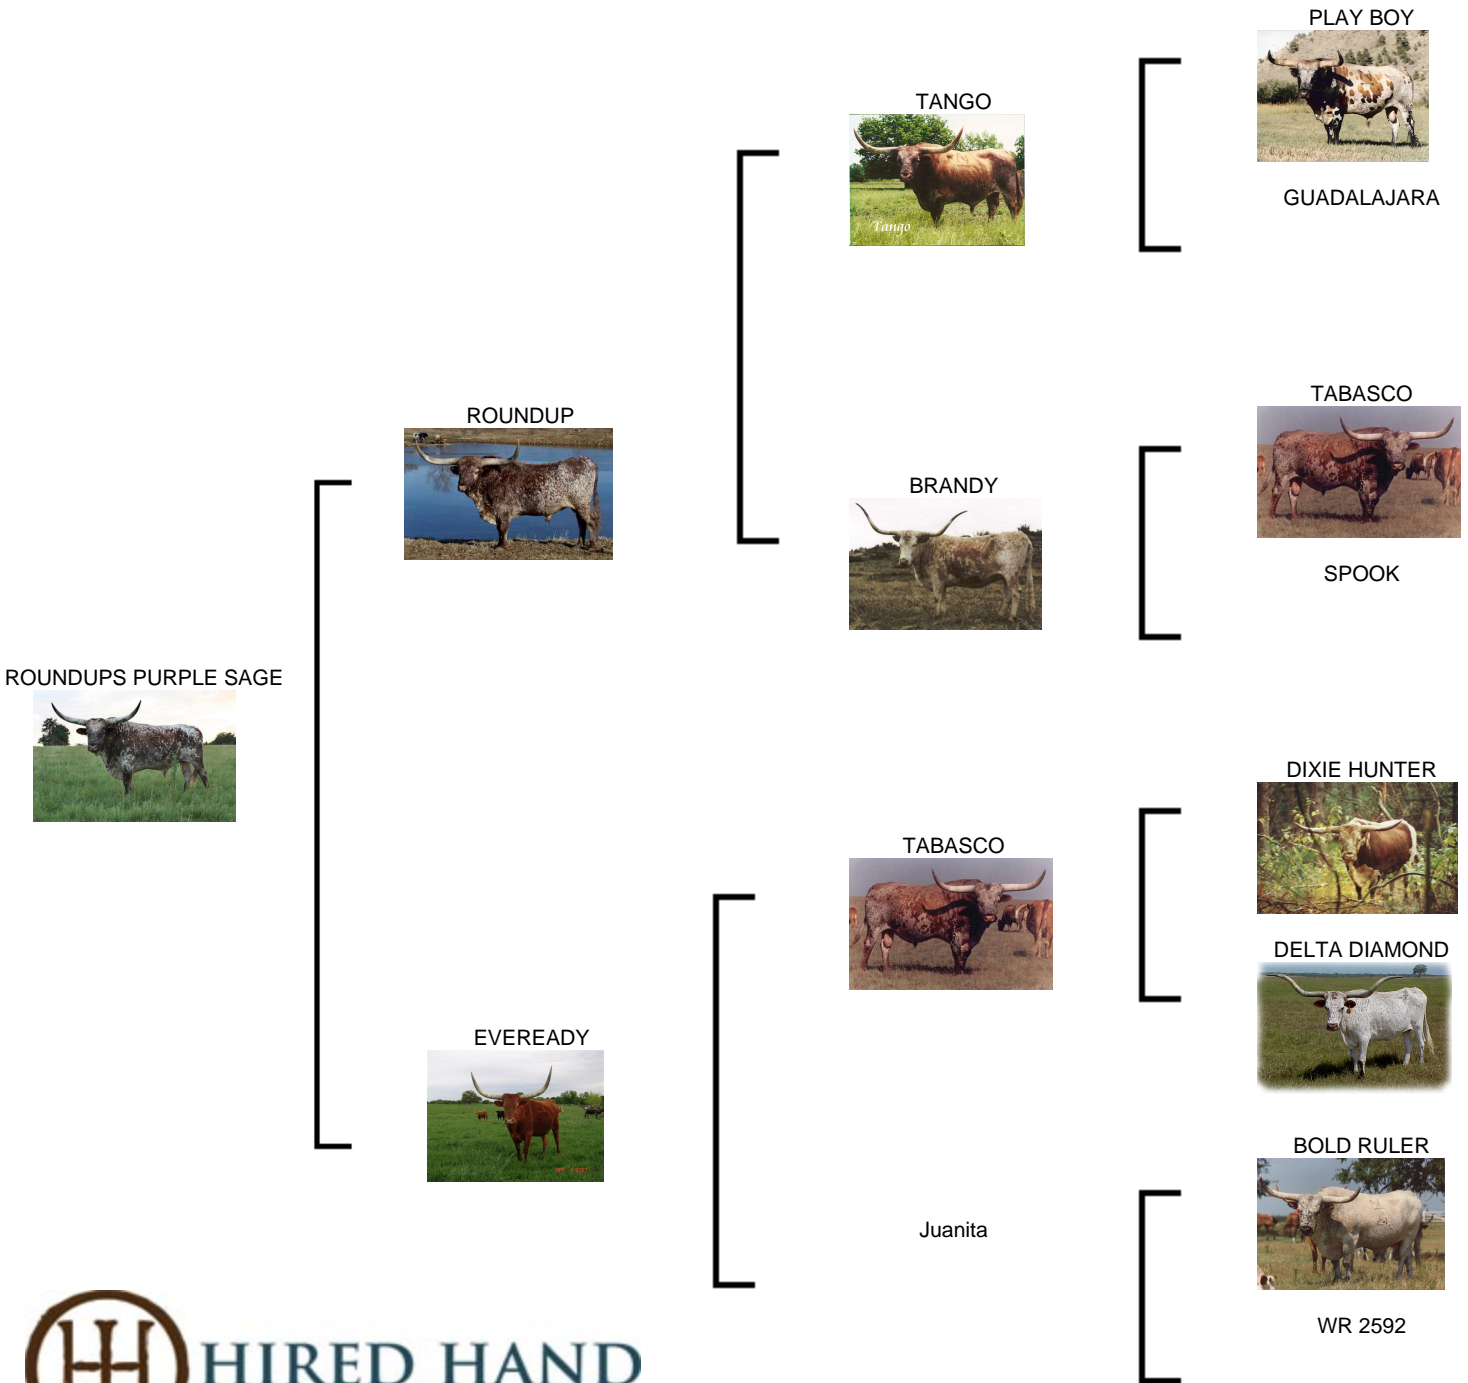 PLAY BOY
TANGO
Tango
GUADALAJARA
ROUNDUP
TABASCO
BRANDY
SPOOK
ROUNDUPS PURPLE SAGE
DIXIE HUNTER
TABASCO
DELTA DIAMOND
EVEREADY
BOLD RULER
Juanita
WR 2592
HIRED HAND